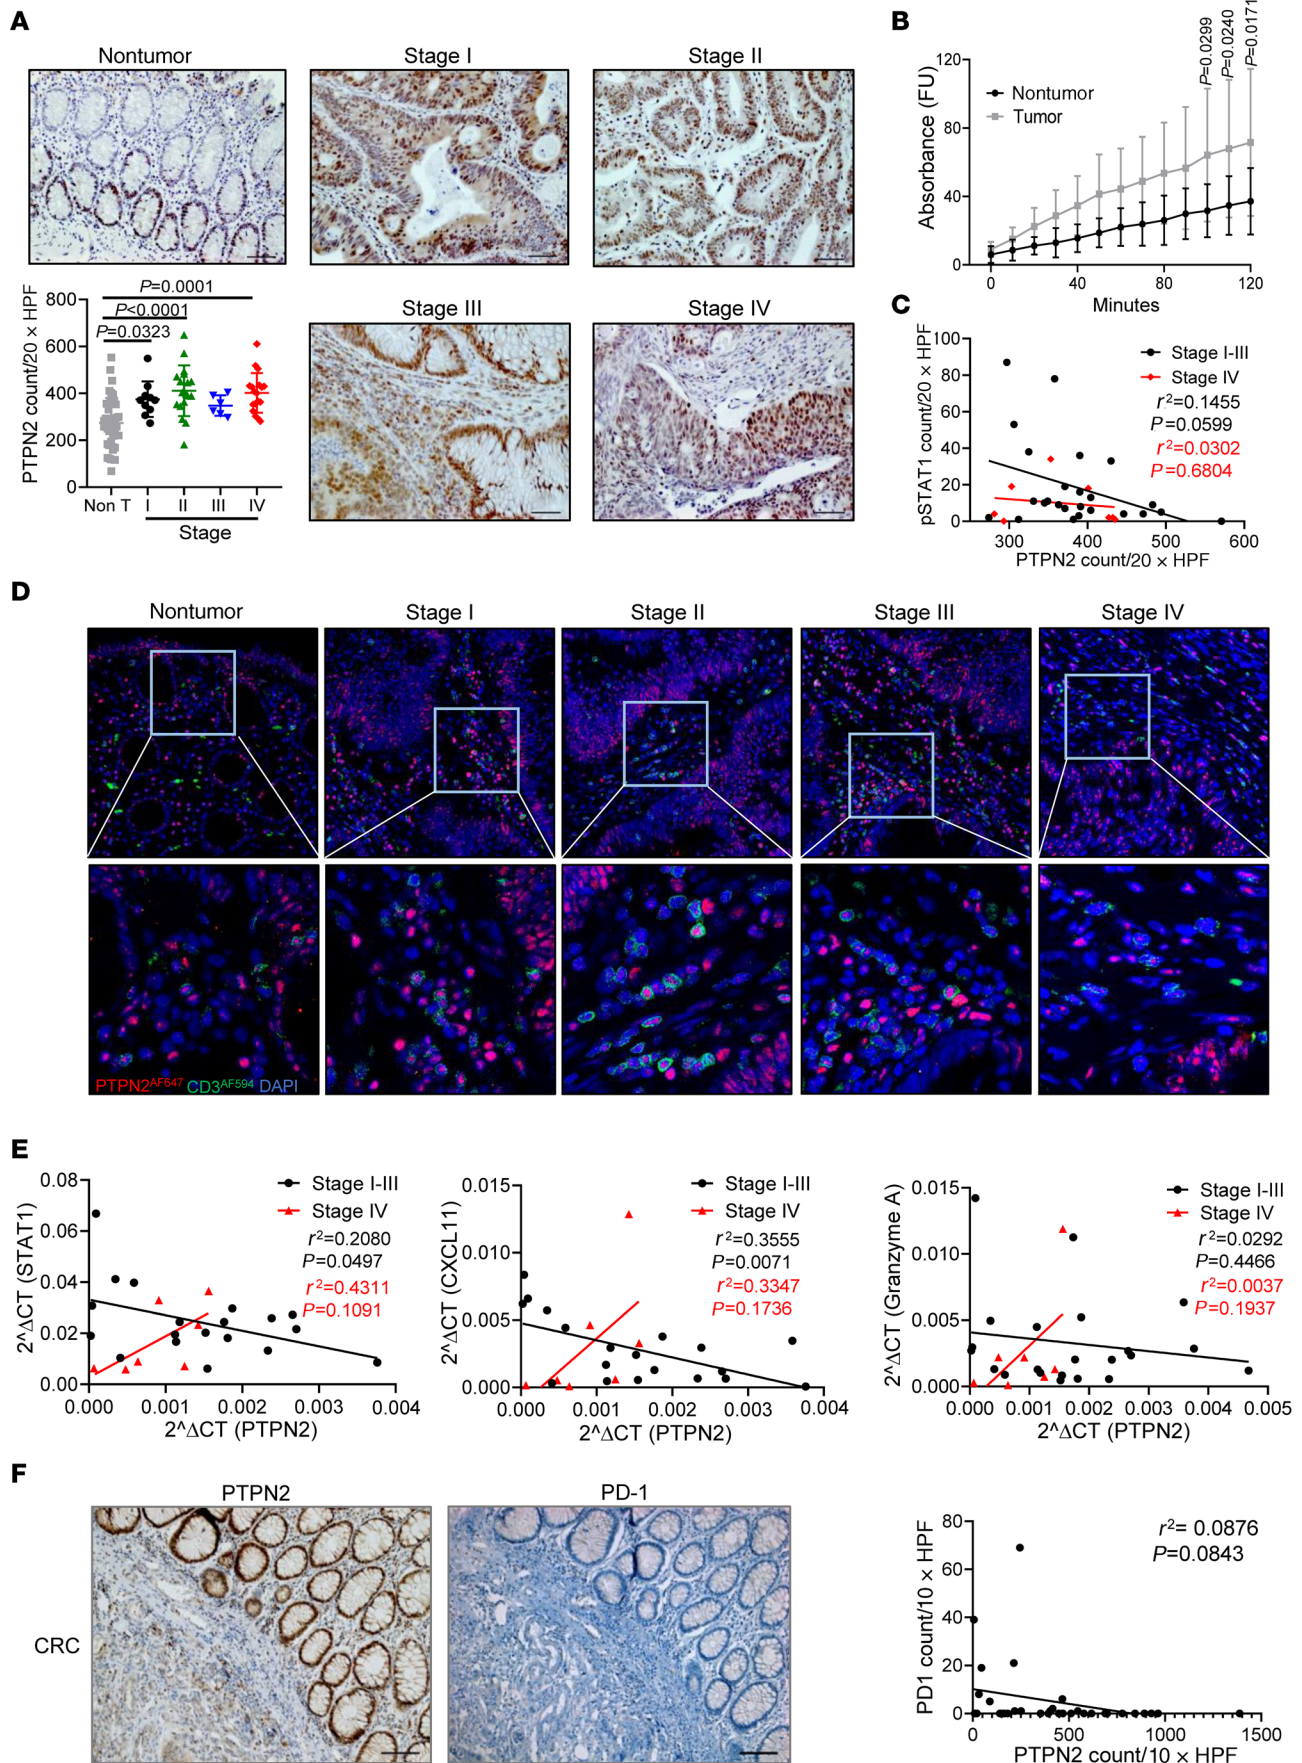 A
Nontumor
Stage I
Stage II
Stage III
Stage IV
PTPN2 count/20 × HPF
800
600
400
200
0
P=0.0001
P<0.0001
P=0.0323
Non T
I
II
III
IV
Stage
B
Absorbance (FU)
120
80
40
0
Nontumor
Tumor
P=0.0299
P=0.0240
P=0.0171
0
40
80
120
Minutes
C
pSTAT1 count/20 × HPF
100
80
60
40
20
0
Stage I-III
Stage IV
r²=0.1455
P=0.0599
r²=0.0302
P=0.6804
300
400
500
600
PTPN2 count/20 × HPF
D
Nontumor
Stage I
Stage II
Stage III
Stage IV
PTPN2AF647 CD3AF594 DAPI
E
2^ΔCT (STAT1)
0.08
0.06
0.04
0.02
0.00
Stage I-III
Stage IV
r²=0.2080
P=0.0497
r²=0.4311
P=0.1091
0.000
0.001
0.002
0.003
0.004
2^ΔCT (PTPN2)
2^ΔCT (CXCL11)
0.015
0.010
0.005
0.000
Stage I-III
Stage IV
r²=0.3555
P=0.0071
r²=0.3347
P=0.1736
0.000
0.001
0.002
0.003
0.004
2^ΔCT (PTPN2)
2^ΔCT (Granzyme A)
0.015
0.010
0.005
0.000
Stage I-III
Stage IV
r²=0.0292
P=0.4466
r²=0.0037
P=0.1937
0.000
0.001
0.002
0.003
0.004
0.005
2^ΔCT (PTPN2)
F
PTPN2
PD-1
CRC
PD1 count/10 × HPF
80
60
40
20
0
r²= 0.0876
P=0.0843
0
500
1000
1500
PTPN2 count/10 × HPF